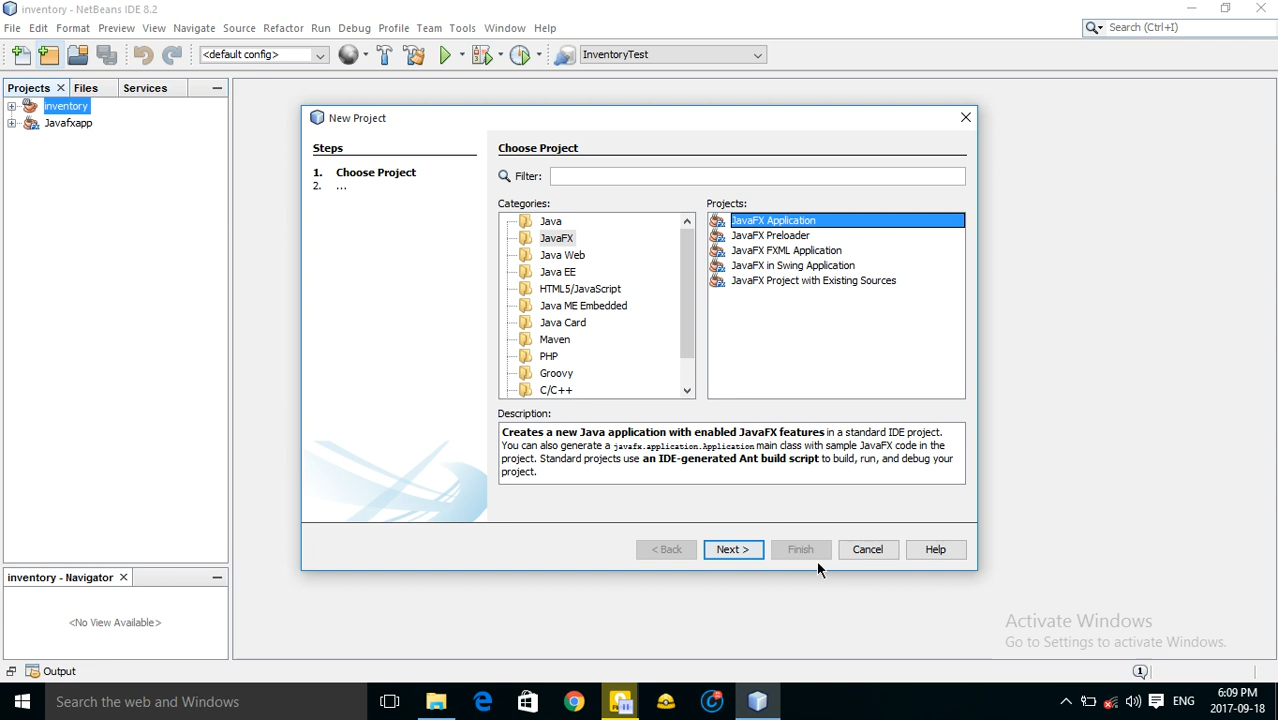 inventory - NetBeans IDE 8.2
File Edit Format Preview View Navigate Source Refactor Run Debug Profile Team Tools Window Help
Search (Ctrl+I)
<default config>
InventoryTest
Projects Files Services
inventory
Javafxapp
New Project
Steps
1. Choose Project
2. ...
Choose Project
Filter:
Categories:
Java
JavaFX
Java Web
Java EE
HTML5/JavaScript
Java ME Embedded
Java Card
Maven
PHP
Groovy
C/C++
Projects:
JavaFX Application
JavaFX Preloader
JavaFX FXML Application
JavaFX in Swing Application
JavaFX Project with Existing Sources
Description:
Creates a new Java application with enabled JavaFX features in a standard IDE project.
You can also generate a javafx.application.Application main class with sample JavaFX code in the
project. Standard projects use an IDE-generated Ant build script to build, run, and debug your
project.
< Back Next > Finish Cancel Help
inventory - Navigator
<No View Available>
Activate Windows
Go to Settings to activate Windows.
Output
1
Search the web and Windows
ENG
6:09 PM
2017-09-18